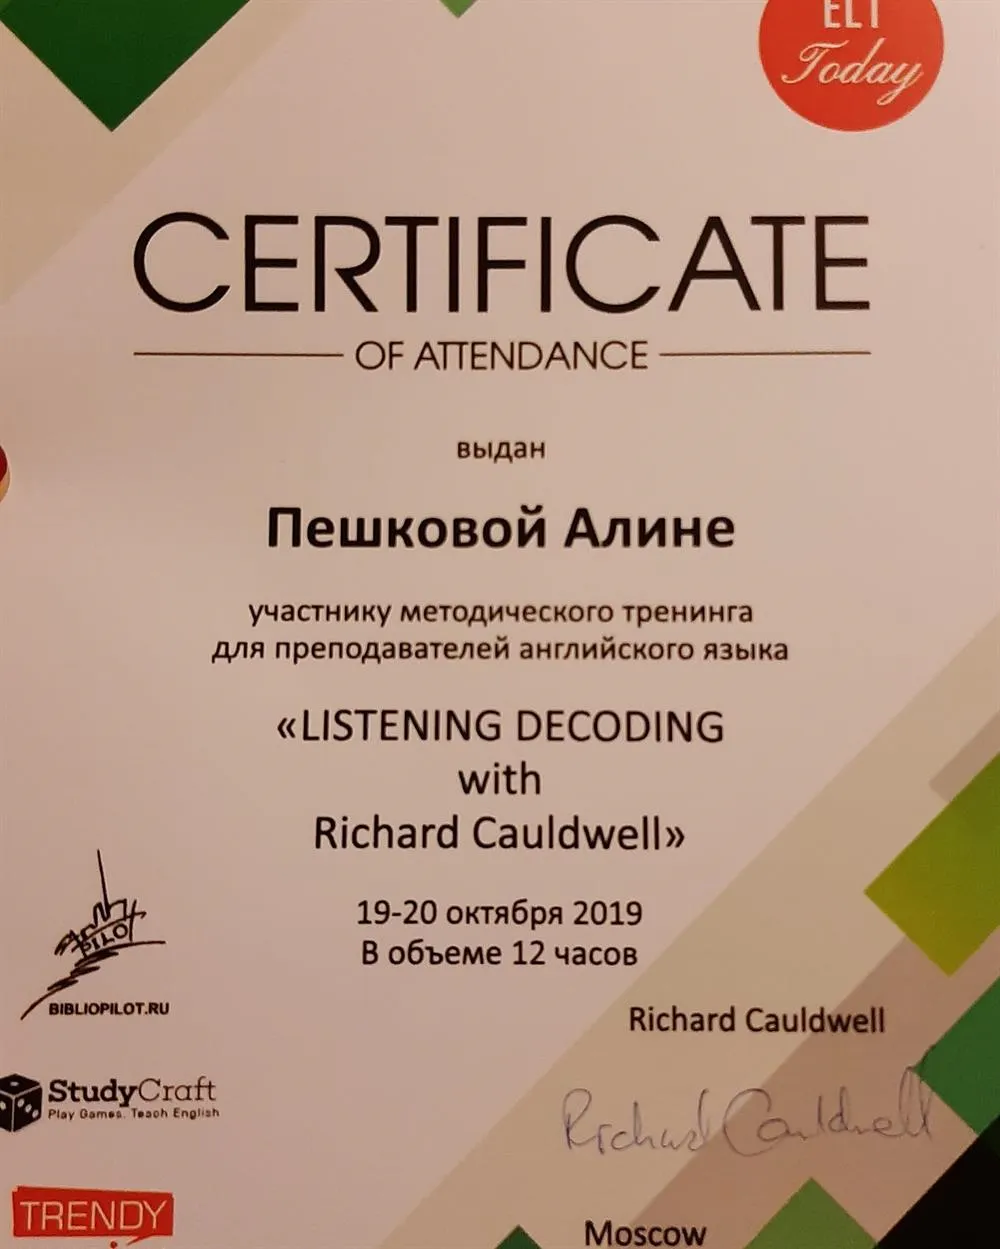 ELT
Today
CERTIFICATE
OF ATTENDANCE
выдан
Пешковой Алине
участнику методического тренинга
для преподавателей английского языка
«LISTENING DECODING
with
Richard Cauldwell»
19-20 октября 2019
В объеме 12 часов
PILOT
BIBLIOPILOT.RU
Richard Cauldwell
StudyCraft
Play Games. Teach English
Richard Cauldwell
TRENDY
Moscow